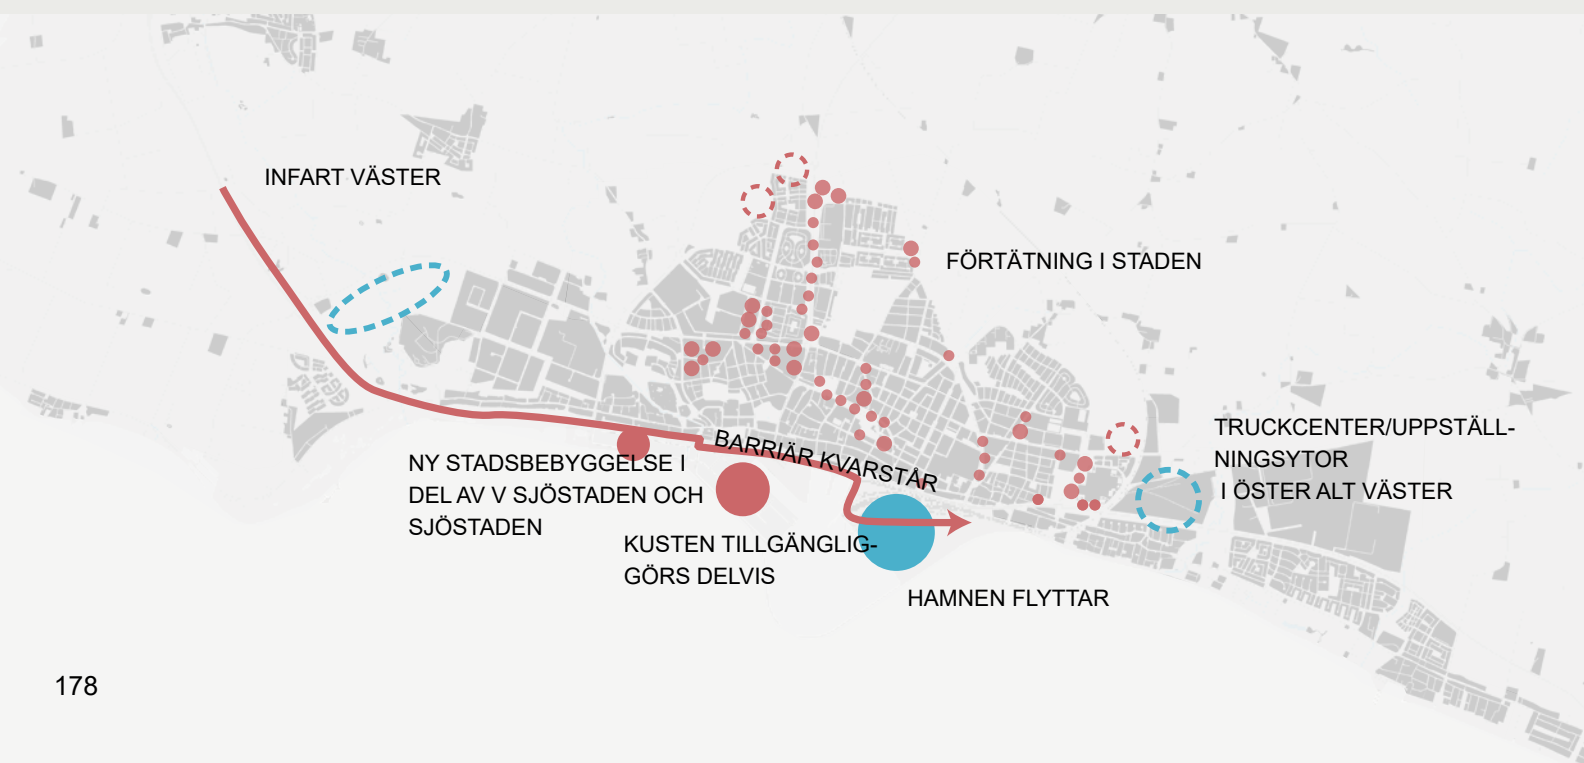 INFART VÄSTER
FÖRTÄTNING I STADEN
BARRIÄR KVARSTÅR
TRUCKCENTER/UPPSTÄLL-
NINGSYTOR
I ÖSTER ALT VÄSTER
NY STADSBEBYGGELSE I
DEL AV V SJÖSTADEN OCH
SJÖSTADEN
KUSTEN TILLGÄNGLIG-
GÖRS DELVIS
HAMNEN FLYTTAR
178